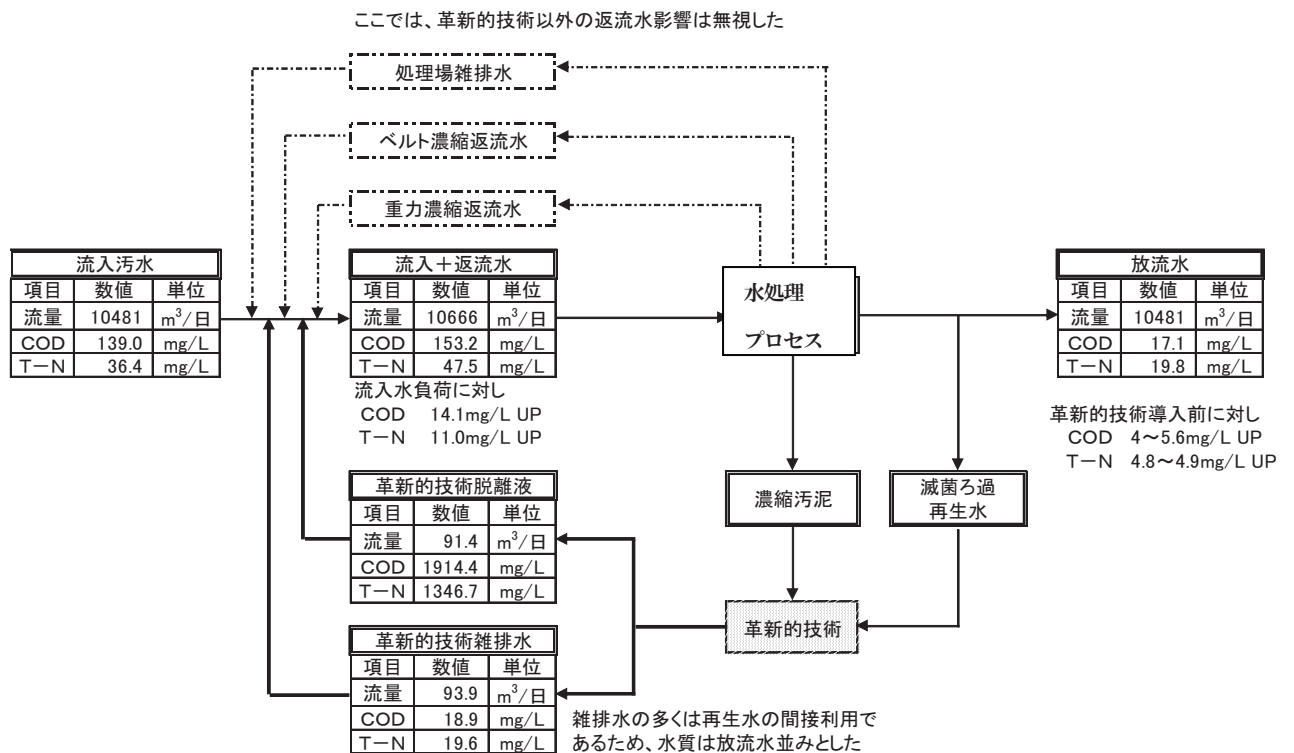 ここでは、革新的技術以外の返流水影響は無視した
処理場雑排水
ベルト濃縮返流水
重力濃縮返流水
流入汚水
項目 数値 単位
流量 10481 m³/日
COD 139.0 mg/L
T－N 36.4 mg/L
流入＋返流水
項目 数値 単位
流量 10666 m³/日
COD 153.2 mg/L
T－N 47.5 mg/L
流入水負荷に対し
COD 14.1mg/L UP
T－N 11.0mg/L UP
水処理
プロセス
放流水
項目 数値 単位
流量 10481 m³/日
COD 17.1 mg/L
T－N 19.8 mg/L
革新的技術導入前に対し
COD 4～5.6mg/L UP
T－N 4.8～4.9mg/L UP
革新的技術脱離液
項目 数値 単位
流量 91.4 m³/日
COD 1914.4 mg/L
T－N 1346.7 mg/L
濃縮汚泥
滅菌ろ過
再生水
革新的技術
革新的技術雑排水
項目 数値 単位
流量 93.9 m³/日
COD 18.9 mg/L
T－N 19.6 mg/L
雑排水の多くは再生水の間接利用で
あるため、水質は放流水並みとした